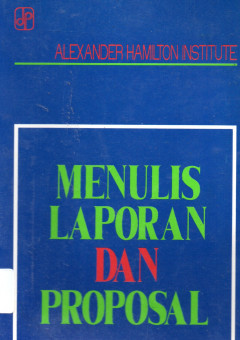 ALEXANDER HAMILTON INSTITUTE
MENULIS
LAPORAN
DAN
PROPOSAL